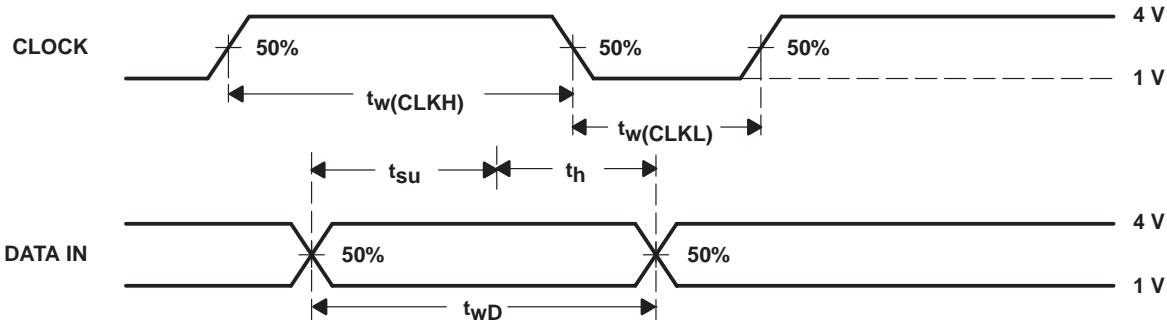 4 V
CLOCK 50% 50% 50%
1 V
tw(CLKH)
tw(CLKL)
tsu th
4 V
DATA IN 50% 50%
1 V
twD